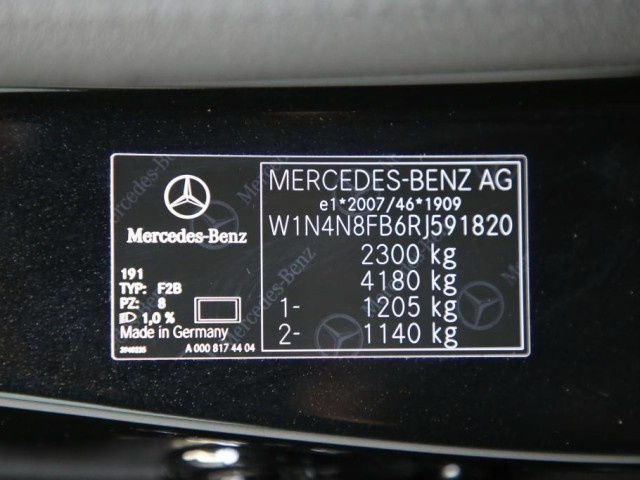 MERCEDES-BENZ AG
e1*2007/46*1909
W1N4N8FB6RJ591820
2300 kg
4180 kg
1- 1205 kg
2- 1140 kg
Mercedes-Benz
191
TYP: F2B
PZ: 8
1,0 %
Made in Germany
A 000 817 44 04